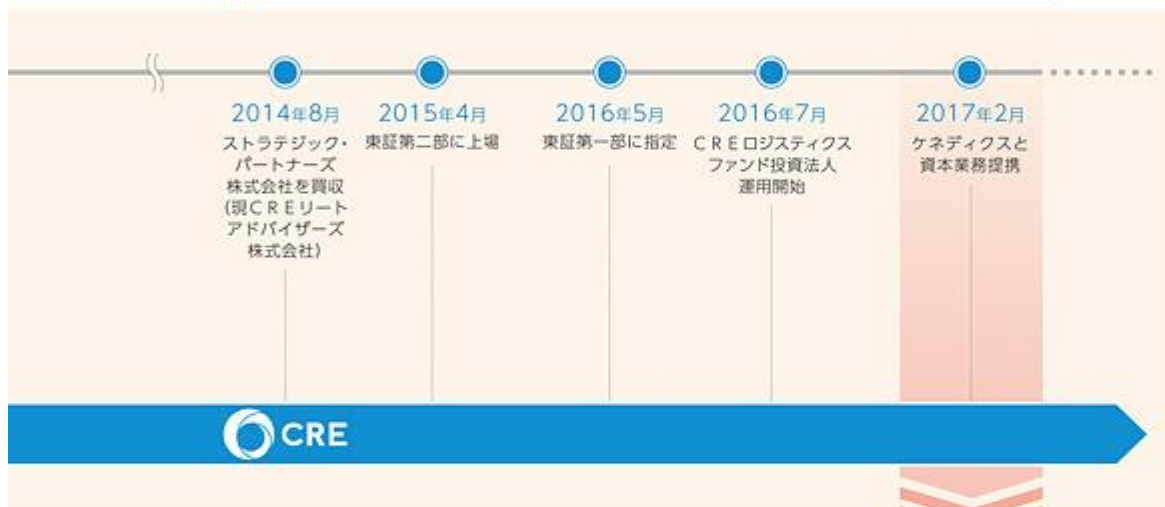 2014年8月
ストラテジック・
パートナーズ
株式会社を買収
(現CREリート
アドバイザーズ
株式会社)
2015年4月
東証第二部に上場
2016年5月
東証第一部に指定
2016年7月
CREロジスティクス
ファンド投資法人
運用開始
2017年2月
ケネディクスと
資本業務提携
CRE